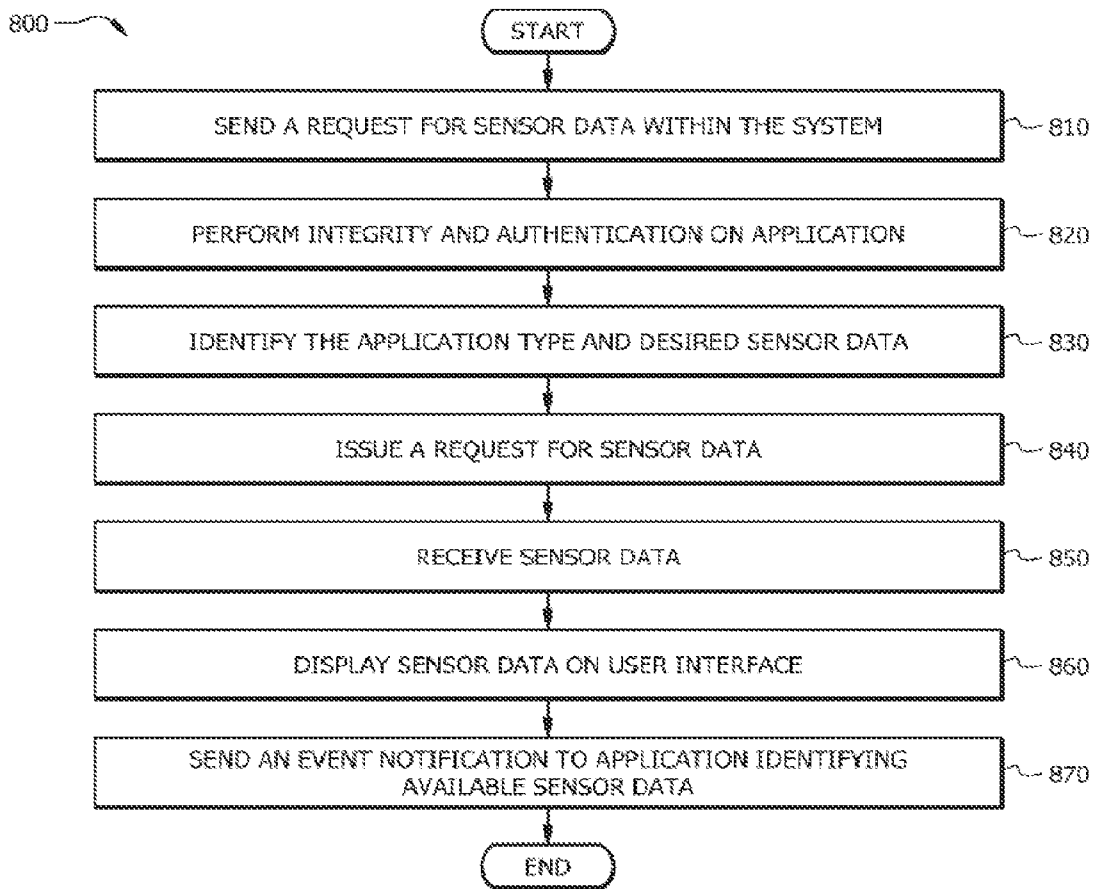 800
START
SEND A REQUEST FOR SENSOR DATA WITHIN THE SYSTEM
810
PERFORM INTEGRITY AND AUTHENTICATION ON APPLICATION
820
IDENTIFY THE APPLICATION TYPE AND DESIRED SENSOR DATA
830
ISSUE A REQUEST FOR SENSOR DATA
840
RECEIVE SENSOR DATA
850
DISPLAY SENSOR DATA ON USER INTERFACE
860
SEND AN EVENT NOTIFICATION TO APPLICATION IDENTIFYING
AVAILABLE SENSOR DATA
870
END